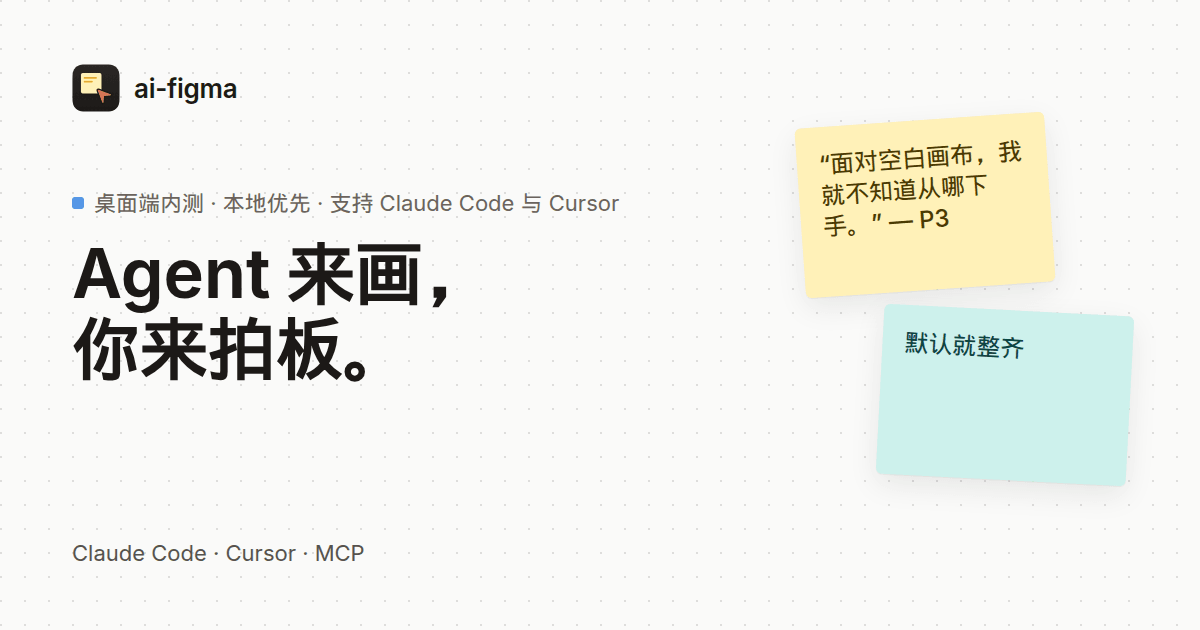 ai-figma
桌面端内测 · 本地优先 · 支持 Claude Code 与 Cursor
Agent 来画，
你来拍板。
“面对空白画布，我
就不知道从哪下
手。” — P3
默认就整齐
Claude Code · Cursor · MCP